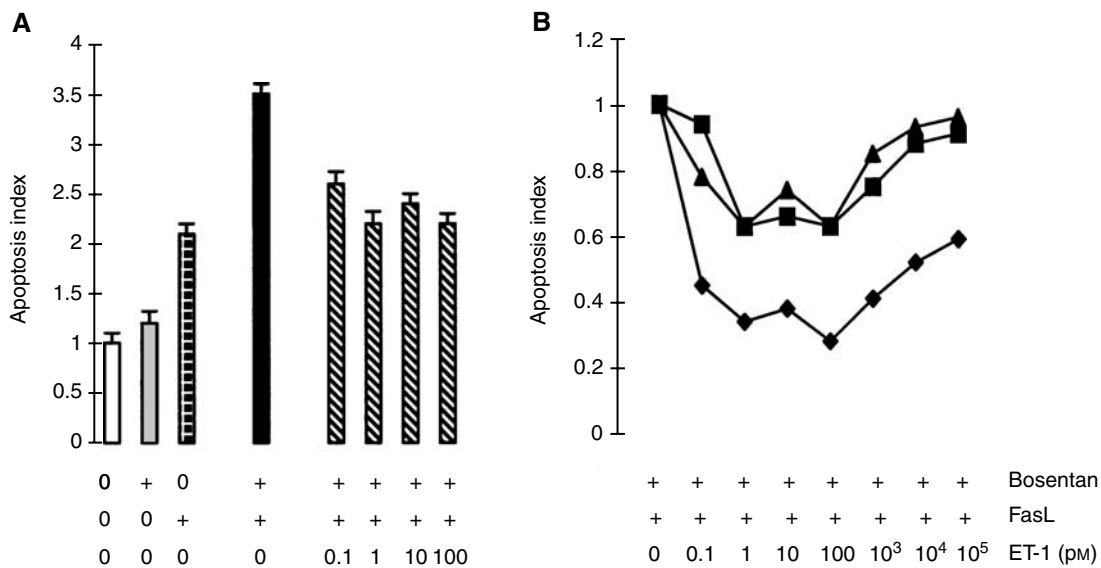 A
B
4
3.5
3
2.5
2
1.5
1
0.5
0
Apoptosis index
0 + 0 + + + + +
0 0 + + + + + +
0 0 0 0 0.1 1 10 100
1.2
1
0.8
0.6
0.4
0.2
0
Apoptosis index
+ + + + + + + + Bosentan
+ + + + + + + + FasL
0 0.1 1 10 100 10³ 10⁴ 10⁵ ET-1 (pM)